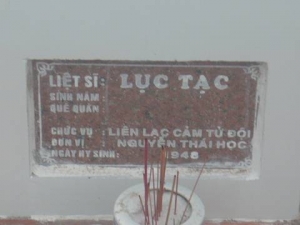 LIỆT SĨ: LỤC TẠC
SINH NĂM:
QUÊ QUÁN:
CHỨC VỤ: LIÊN LẠC CẢM TỬ ĐỘI
ĐƠN VỊ: NGUYỄN THÁI HỌC
NGÀY HY SINH: 1946